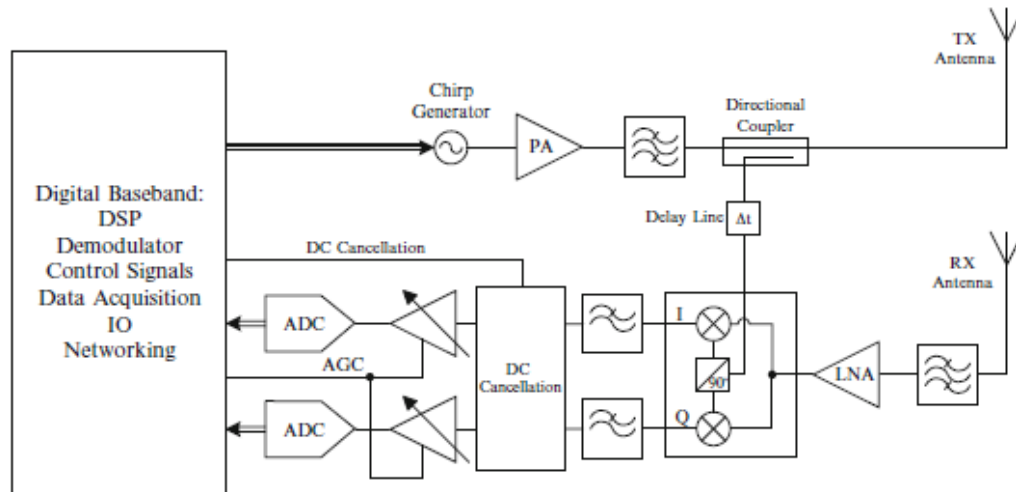 TX
Antenna
Chirp
Generator
Directional
Coupler
PA
Digital Baseband:
DSP
Demodulator
Control Signals
Data Acquisition
IO
Networking
Delay Line
Δt
DC Cancellation
RX
Antenna
ADC
I
AGC
DC
Cancellation
90°
LNA
ADC
Q